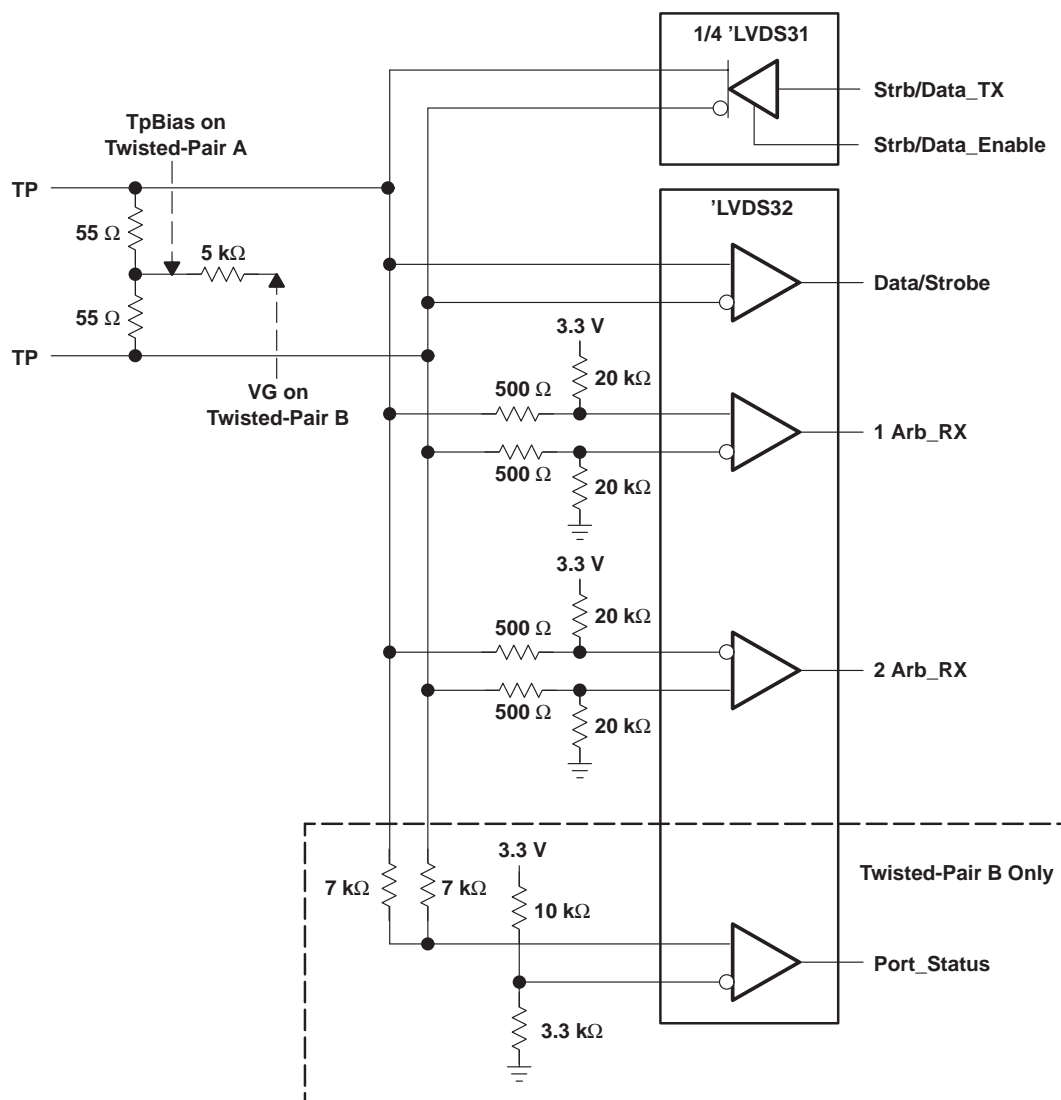 1/4 ’LVDS31
Strb/Data_TX
TpBias on
Twisted-Pair A
Strb/Data_Enable
TP
’LVDS32
55 Ω
5 kΩ
Data/Strobe
55 Ω
3.3 V
TP
20 kΩ
500 Ω
VG on
Twisted-Pair B
1 Arb_RX
500 Ω
20 kΩ
3.3 V
20 kΩ
500 Ω
2 Arb_RX
500 Ω
20 kΩ
3.3 V
Twisted-Pair B Only
7 kΩ
7 kΩ
10 kΩ
Port_Status
3.3 kΩ